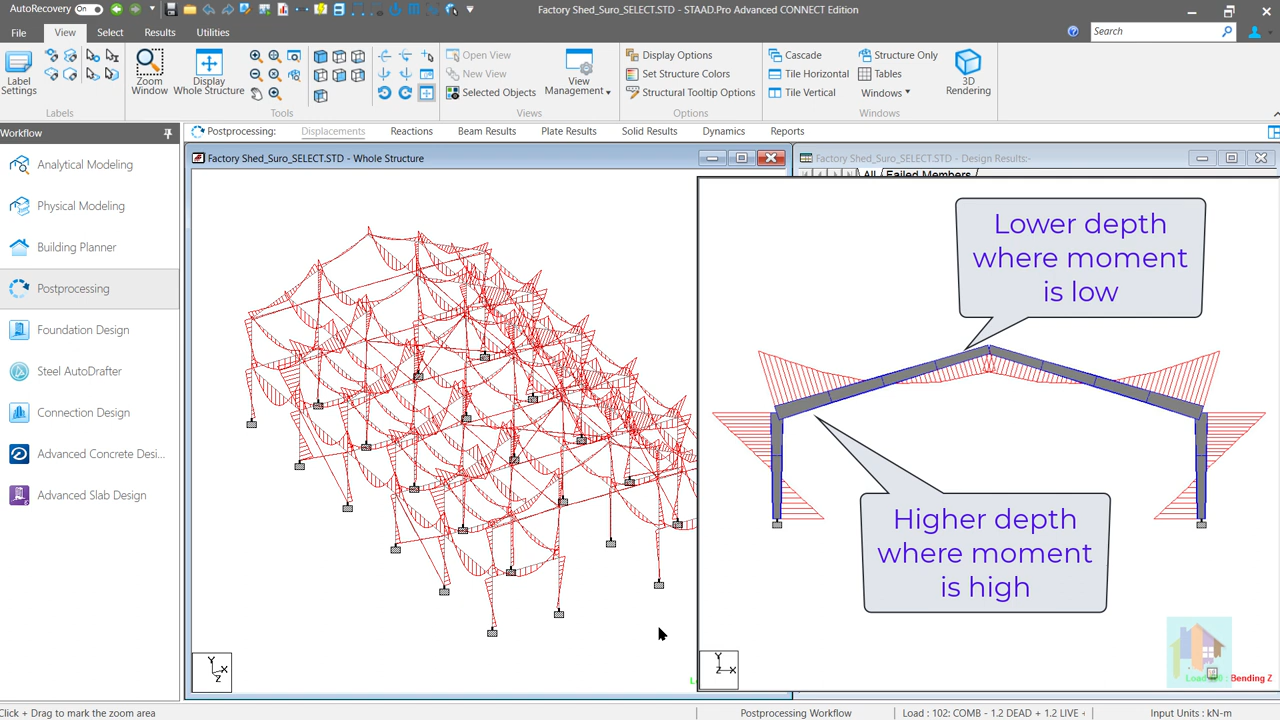 AutoRecovery On
Factory Shed_Suro_SELECT.STD - STAAD.Pro Advanced CONNECT Edition
File View Select Results Utilities
Search
Label Settings
Labels
Zoom Window
Display Whole Structure
Tools
Open View
New View
Selected Objects
View Management
Views
Display Options
Set Structure Colors
Structural Tooltip Options
Options
Cascade
Tile Horizontal
Tile Vertical
Structure Only
Tables
Windows
3D Rendering
Windows
Workflow
Postprocessing: Displacements Reactions Beam Results Plate Results Solid Results Dynamics Reports
Analytical Modeling
Physical Modeling
Building Planner
Postprocessing
Foundation Design
Steel AutoDrafter
Connection Design
Advanced Concrete Desi...
Advanced Slab Design
Factory Shed_Suro_SELECT.STD - Whole Structure
Factory Shed_Suro_SELECT.STD - Design Results:-
All Failed Members
Lower depth
where moment
is low
Higher depth
where moment
is high
Y
X
Z
Y
Z X
Bending Z
Click + Drag to mark the zoom area
Postprocessing Workflow
Load : 102: COMB - 1.2 DEAD + 1.2 LIVE +
Input Units : kN-m